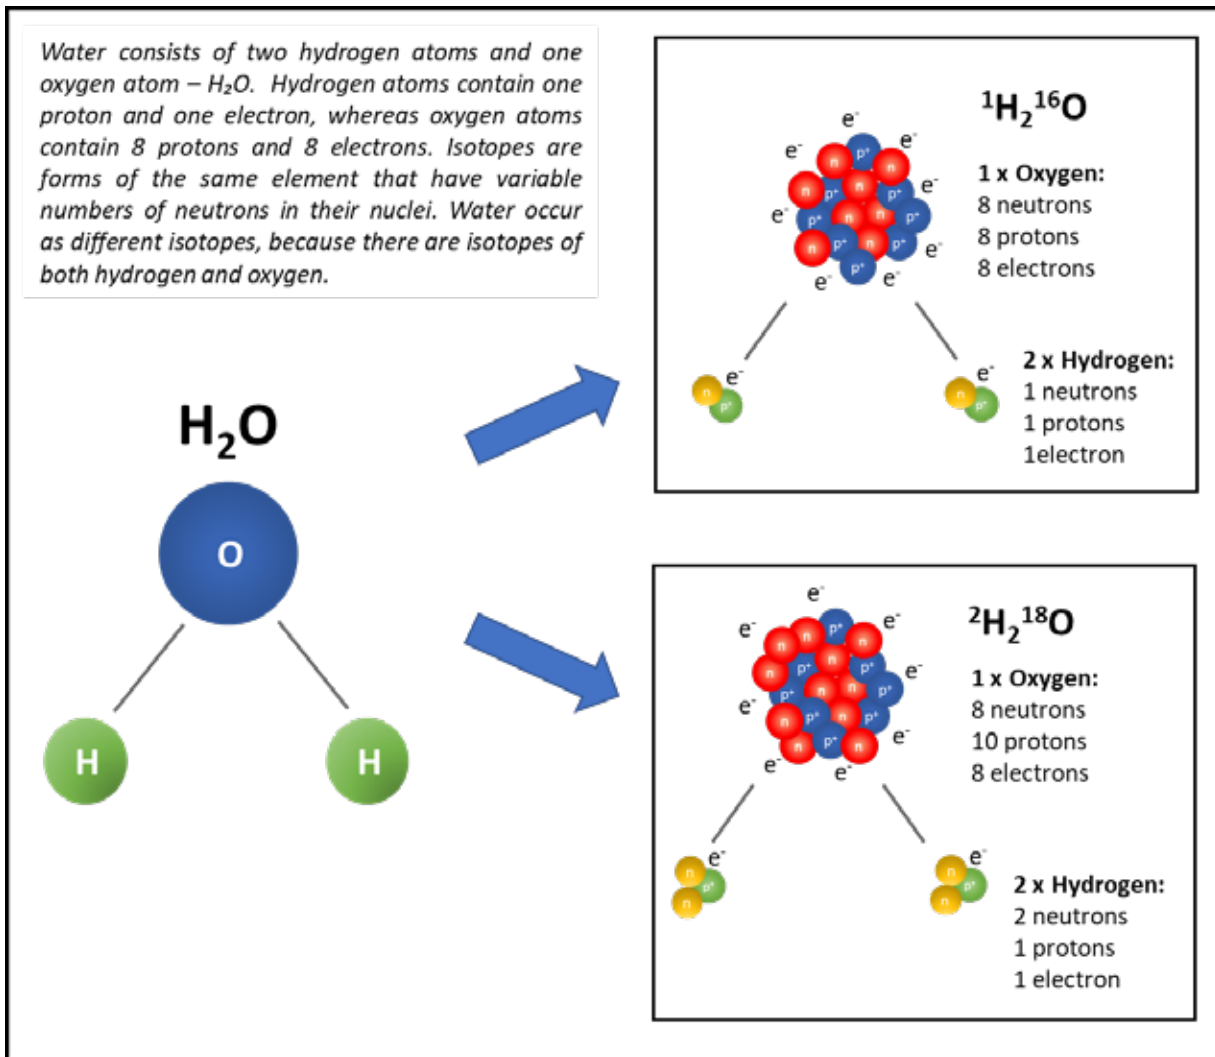 Water consists of two hydrogen atoms and one
oxygen atom – H₂O. Hydrogen atoms contain one
proton and one electron, whereas oxygen atoms
contain 8 protons and 8 electrons. Isotopes are
forms of the same element that have variable
numbers of neutrons in their nuclei. Water occur
as different isotopes, because there are isotopes of
both hydrogen and oxygen.
H₂O
O
H H
¹H₂¹⁶O
e⁻ e⁻ e⁻ e⁻ e⁻ e⁻ e⁻ e⁻
n n n n n n n n
p⁺ p⁺ p⁺ p⁺ p⁺ p⁺ p⁺ p⁺
1 x Oxygen:
8 neutrons
8 protons
8 electrons
e⁻ e⁻
n p⁺ n p⁺
2 x Hydrogen:
1 neutrons
1 protons
1electron
²H₂¹⁸O
e⁻ e⁻ e⁻ e⁻ e⁻ e⁻ e⁻ e⁻
n n n n n n n n n n
p⁺ p⁺ p⁺ p⁺ p⁺ p⁺ p⁺ p⁺
1 x Oxygen:
8 neutrons
10 protons
8 electrons
e⁻ e⁻
n p⁺ n n p⁺ n
2 x Hydrogen:
2 neutrons
1 protons
1 electron